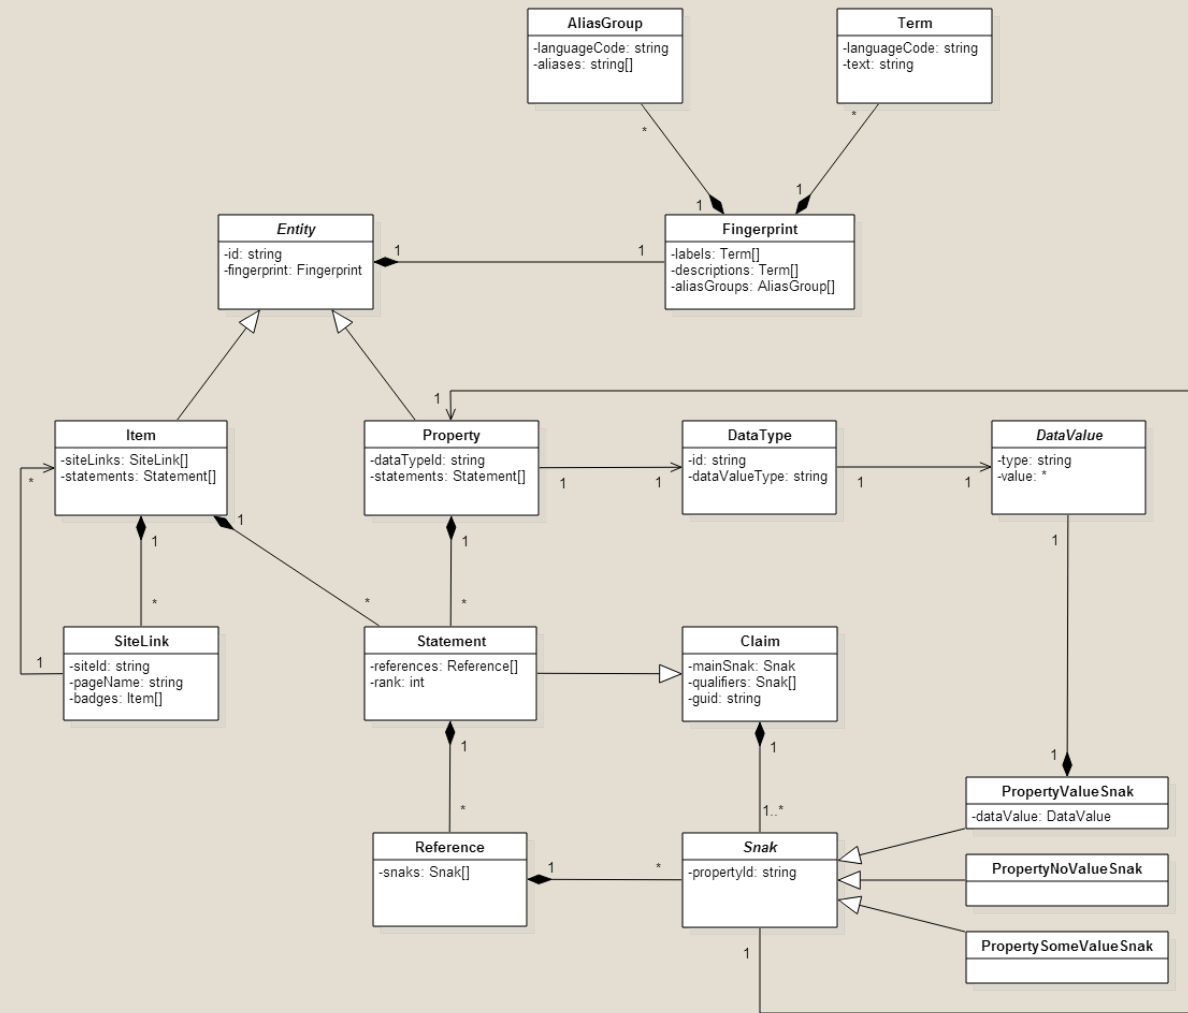 AliasGroup
-languageCode: string
-aliases: string[]
Term
-languageCode: string
-text: string
*
*
1
1
Entity
-id: string
-fingerprint: Fingerprint
1
1
Fingerprint
-labels: Term[]
-descriptions: Term[]
-aliasGroups: AliasGroup[]
1
Item
-siteLinks: SiteLink[]
-statements: Statement[]
Property
-dataTypeId: string
-statements: Statement[]
DataType
-id: string
-dataValueType: string
DataValue
-type: string
-value: *
*
1
1
1
1
1
1
1
1
1
*
*
*
SiteLink
-siteId: string
-pageName: string
-badges: Item[]
1
Statement
-references: Reference[]
-rank: int
Claim
-mainSnak: Snak
-qualifiers: Snak[]
-guid: string
1
1
1
*
1..*
PropertyValueSnak
-dataValue: DataValue
Reference
-snaks: Snak[]
1
*
Snak
-propertyId: string
PropertyNoValueSnak
PropertySomeValueSnak
1